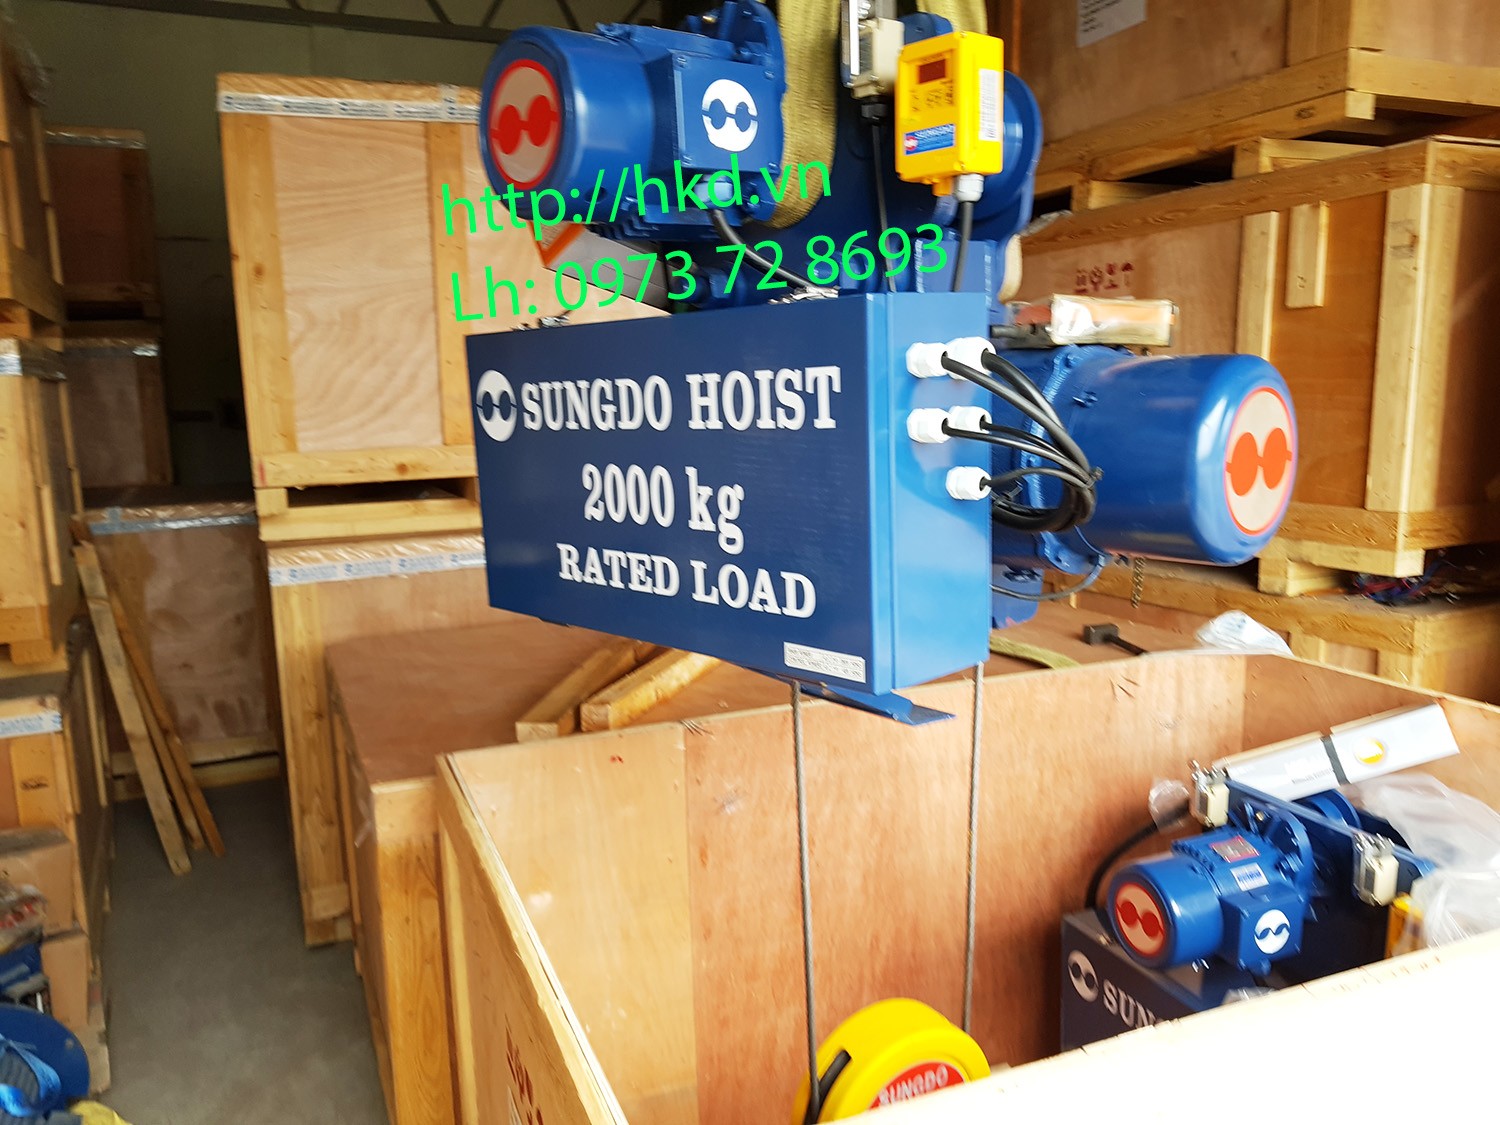 http://hkd.vn
Lh: 0973 72 8693
SUNGDO HOIST
2000 kg
RATED LOAD
SUNGDO